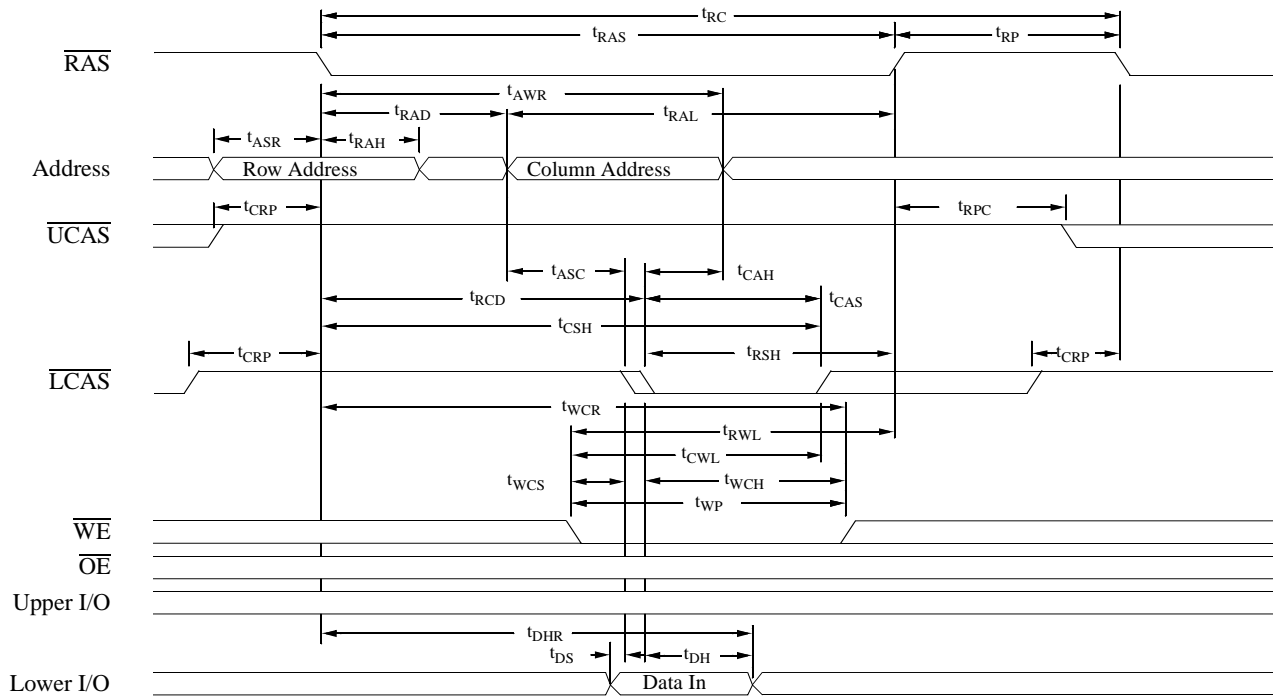 tRC
tRAS tRP
RAS
tAWR
tRAD tRAL
tASR tRAH
Address Row Address Column Address
tCRP tRPC
UCAS
tASC tCAH
tRCD tCAS
tCSH
tCRP tRSH tCRP
LCAS
tWCR
tRWL
tCWL
tWCS tWCH
tWP
WE
OE
Upper I/O
tDHR
tDS tDH
Lower I/O Data In